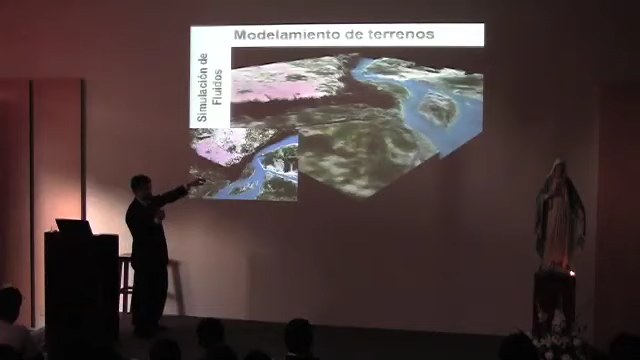 Modelamiento de terrenos
Simulación de
Fluidos